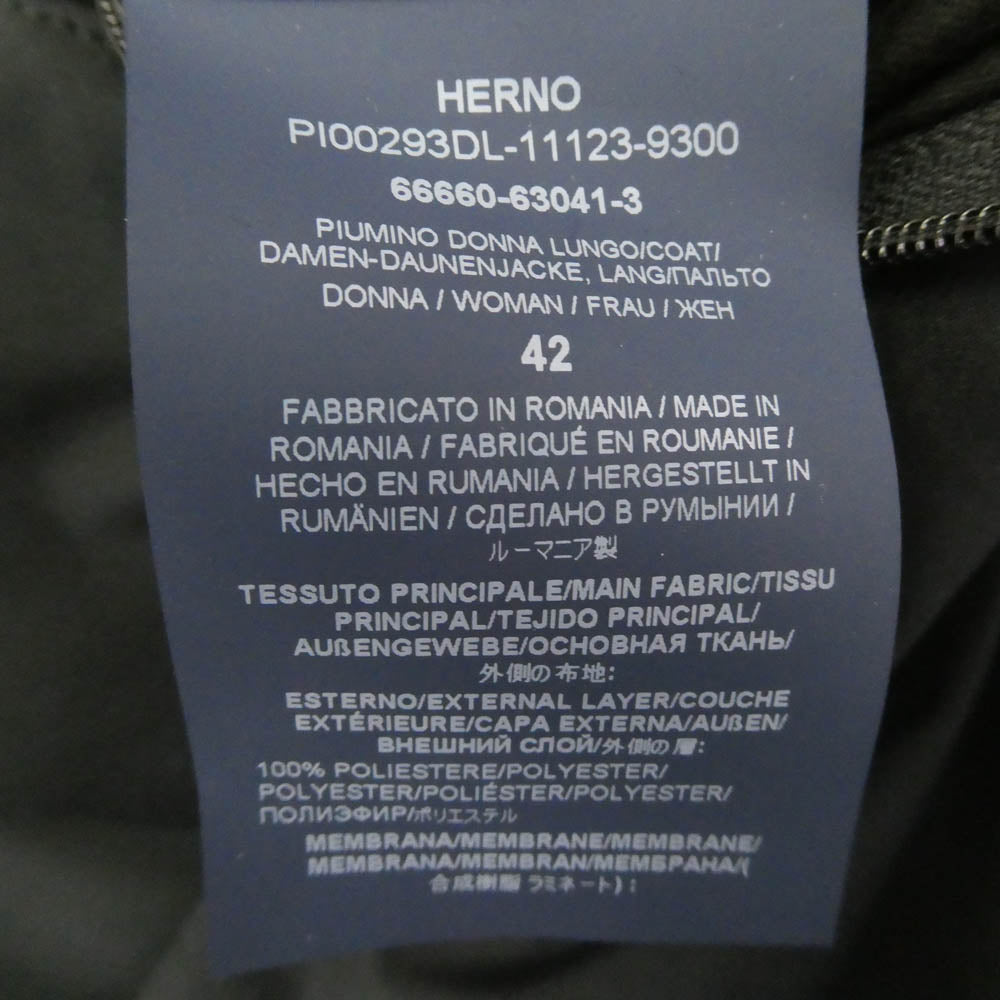 HERNO
PI00293DL-11123-9300
66660-63041-3
PIUMINO DONNA LUNGO/COAT/
DAMEN-DAUNENJACKE, LANG/ПАЛЬТО
DONNA / WOMAN / FRAU / ЖЕН
42
FABBRICATO IN ROMANIA / MADE IN
ROMANIA / FABRIQUÉ EN ROUMANIE /
HECHO EN RUMANIA / HERGESTELLT IN
RUMÄNIEN / СДЕЛАНО В РУМЫНИИ /
ルーマニア製
TESSUTO PRINCIPALE/MAIN FABRIC/TISSU
PRINCIPAL/TEJIDO PRINCIPAL/
AUßENGEWEBE/ОСНОВНАЯ ТКАНЬ/
外側の布地:
ESTERNO/EXTERNAL LAYER/COUCHE
EXTÉRIEURE/CAPA EXTERNA/AUßEN/
ВНЕШНИЙ СЛОЙ/外側の層:
100% POLIESTERE/POLYESTER/
POLYESTER/POLIÉSTER/POLYESTER/
ПОЛИЭФИР/ポリエステル
MEMBRANA/MEMBRANE/MEMBRANE/
MEMBRANA/MEMBRAN/МЕМБРАНА/(
合成樹脂 ラミネート):